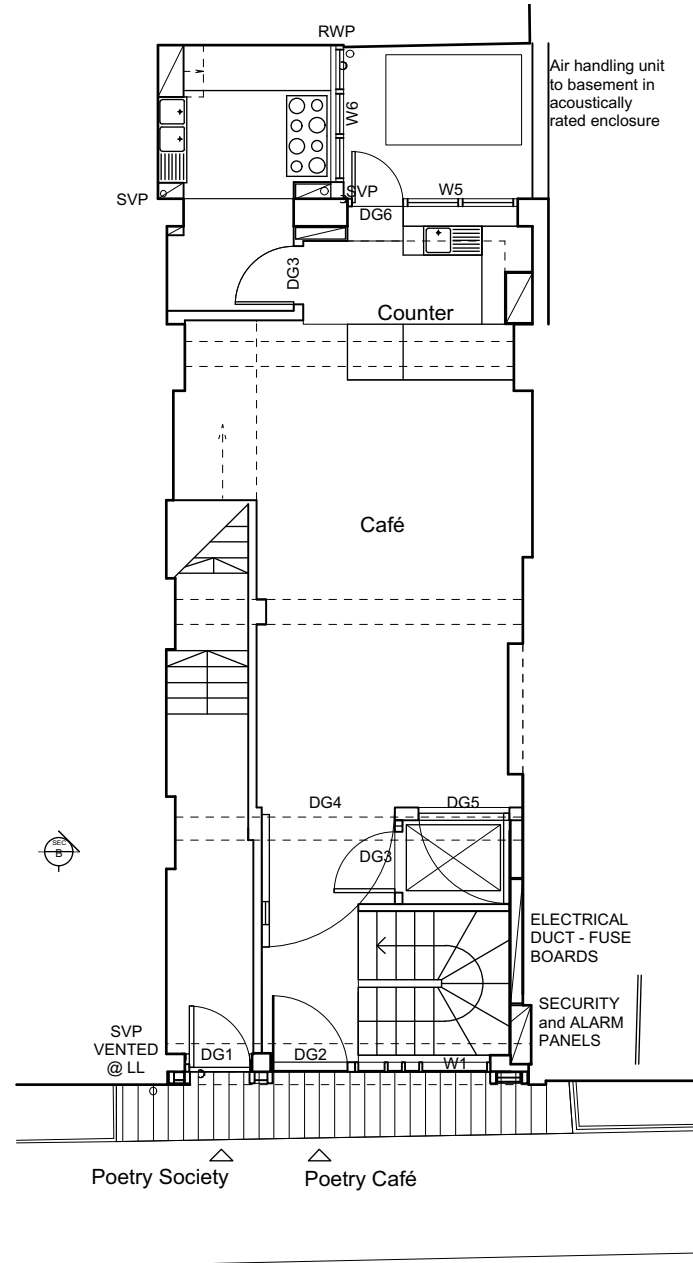 RWP
Air handling unit
to basement in
acoustically
rated enclosure
W6
SVP
SVP
W5
DG6
DG3
Counter
Café
DG4
DG5
DG3
SEC
B
ELECTRICAL
DUCT - FUSE
BOARDS
SECURITY
and ALARM
PANELS
SVP
VENTED
@ LL
DG1
DG2
W1
Poetry Society
Poetry Café